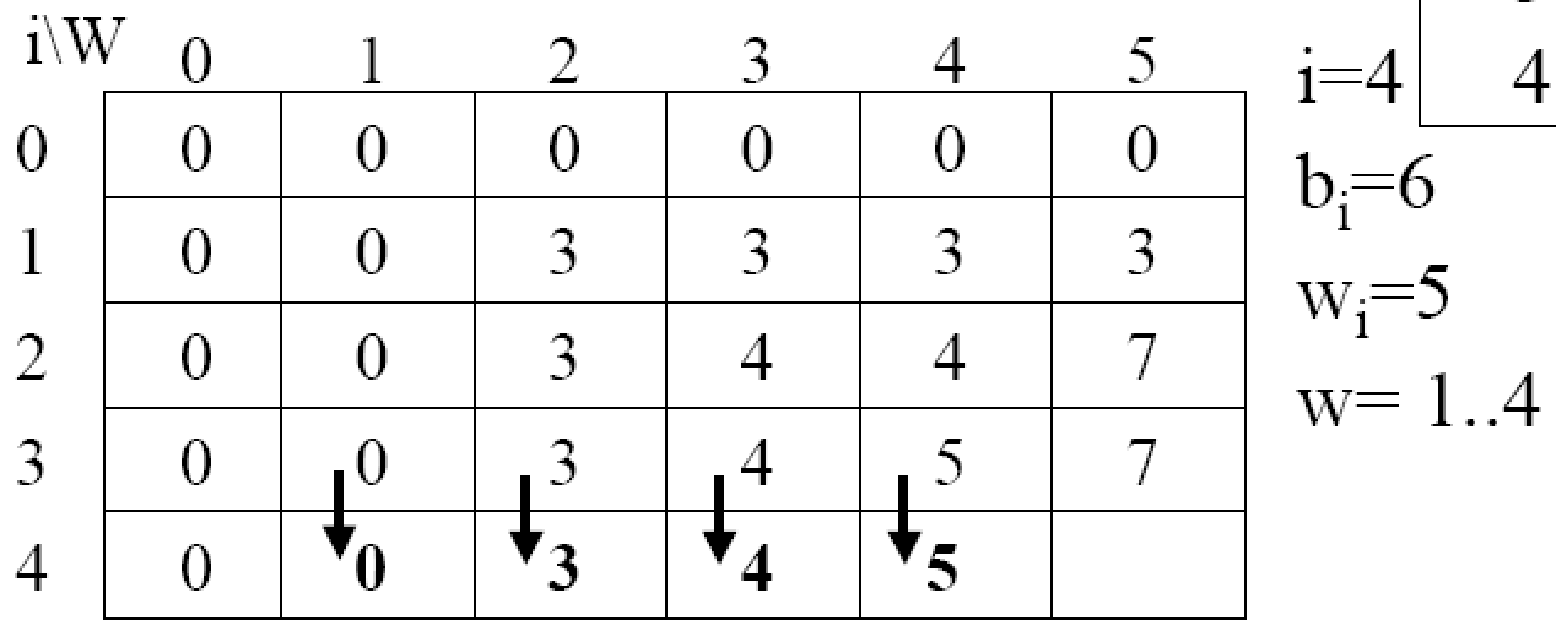 i\W 0 1 2 3 4 5
0 0 0 0 0 0 0
1 0 0 3 3 3 3
2 0 0 3 4 4 7
3 0 0 3 4 5 7
4 0 0 3 4 5
i=4 4
bi=6
wi=5
w= 1..4